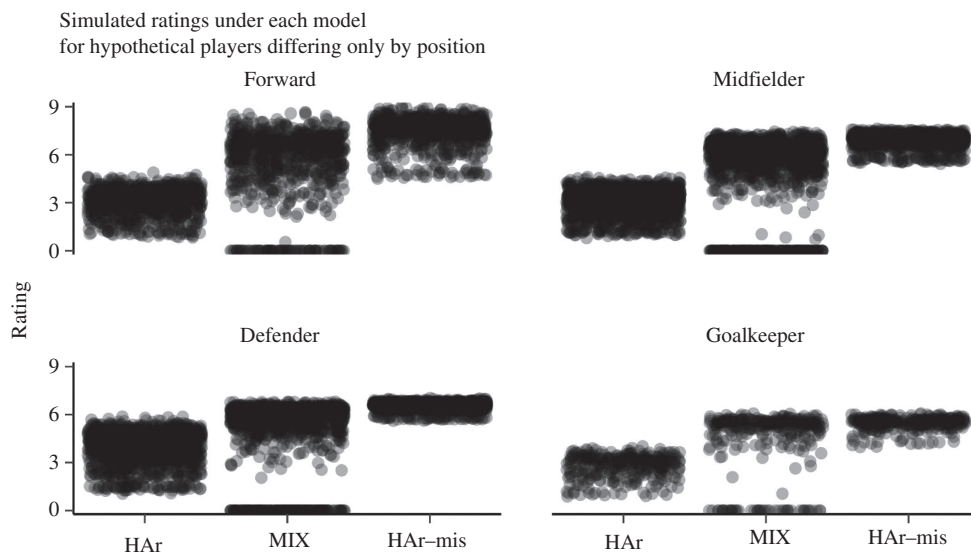 Simulated ratings under each model
for hypothetical players differing only by position
Forward
Midfielder
9
6
3
0
Rating
Defender
Goalkeeper
9
6
3
0
HAr
MIX
HAr–mis
HAr
MIX
HAr–mis